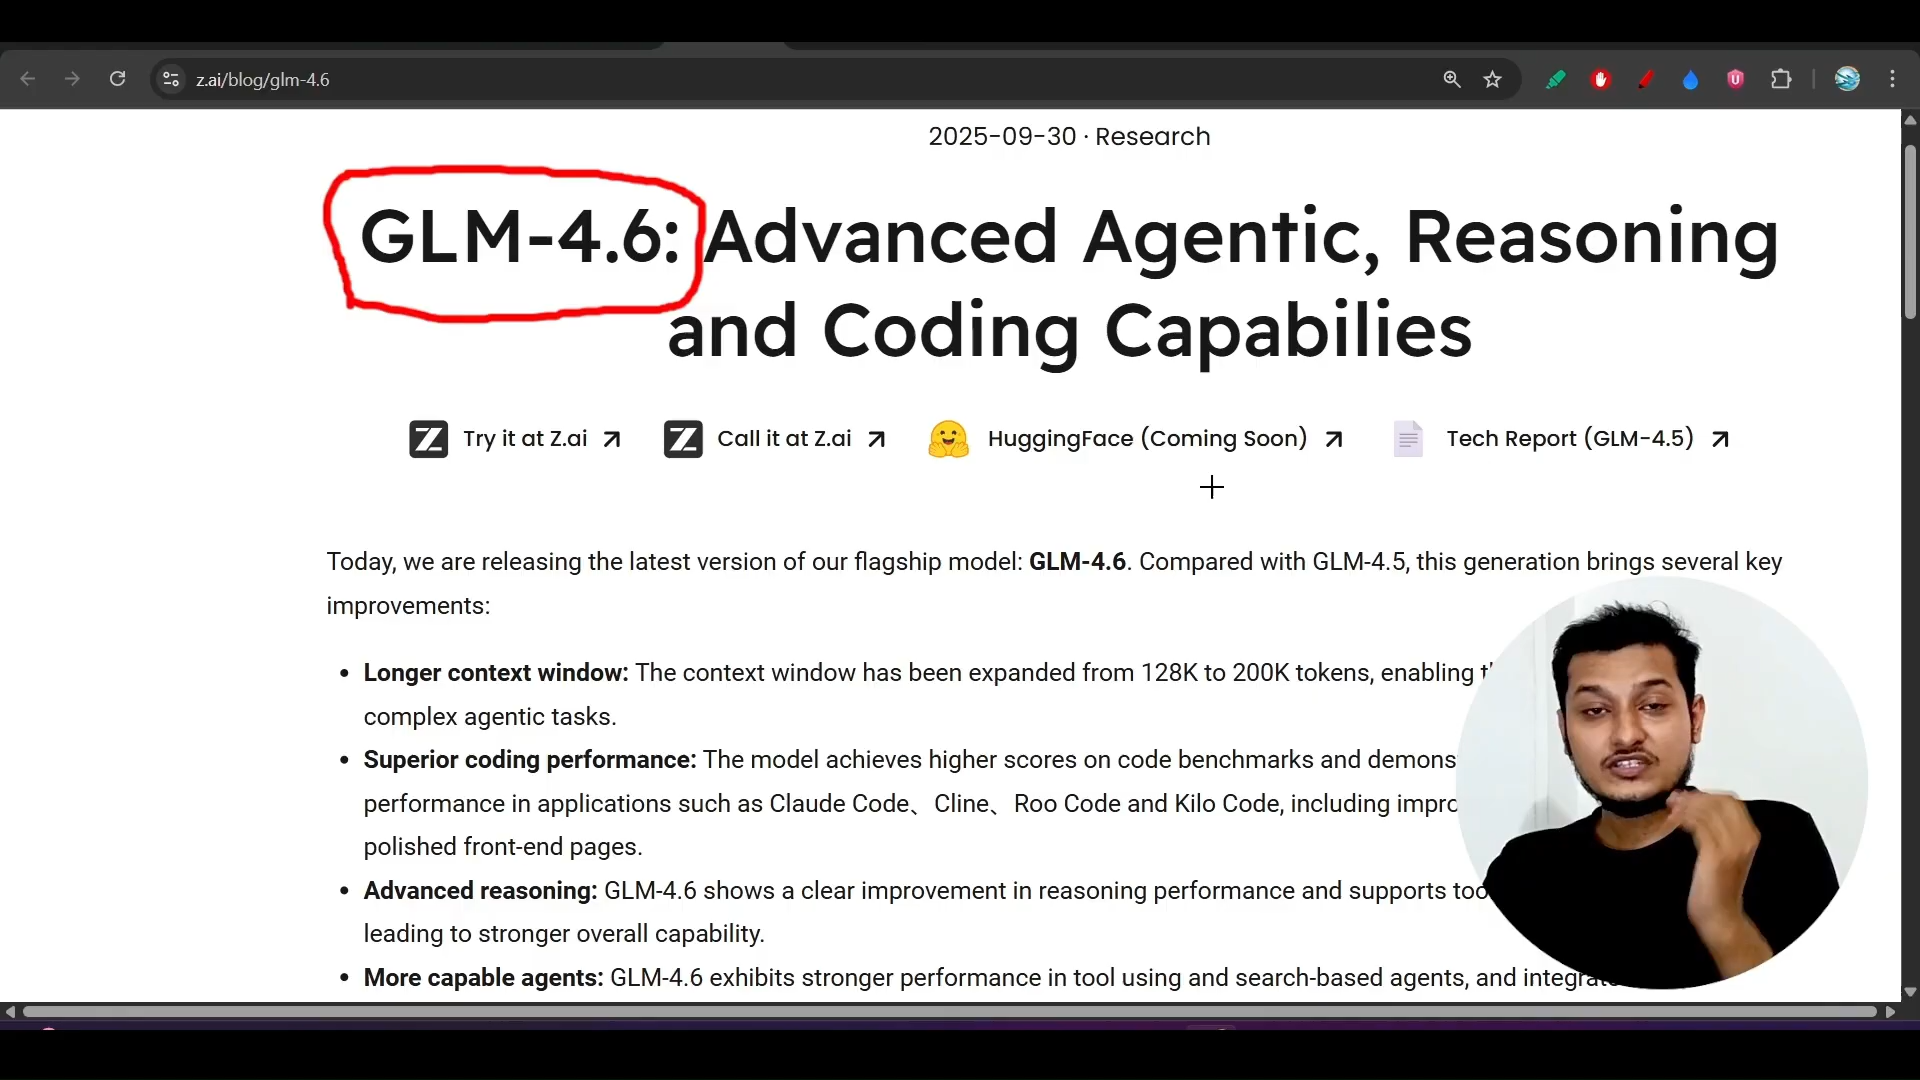 z.ai/blog/glm-4.6
2025-09-30 · Research
GLM-4.6: Advanced Agentic, Reasoning
and Coding Capabilies
Try it at Z.ai
Call it at Z.ai
HuggingFace (Coming Soon)
Tech Report (GLM-4.5)
Today, we are releasing the latest version of our flagship model: GLM-4.6. Compared with GLM-4.5, this generation brings several key
improvements:
• Longer context window: The context window has been expanded from 128K to 200K tokens, enabling
complex agentic tasks.
• Superior coding performance: The model achieves higher scores on code benchmarks and
performance in applications such as Claude Code、Cline、Roo Code and Kilo Code, including
polished front-end pages.
• Advanced reasoning: GLM-4.6 shows a clear improvement in reasoning performance and supports
leading to stronger overall capability.
• More capable agents: GLM-4.6 exhibits stronger performance in tool using and search-based agents, and